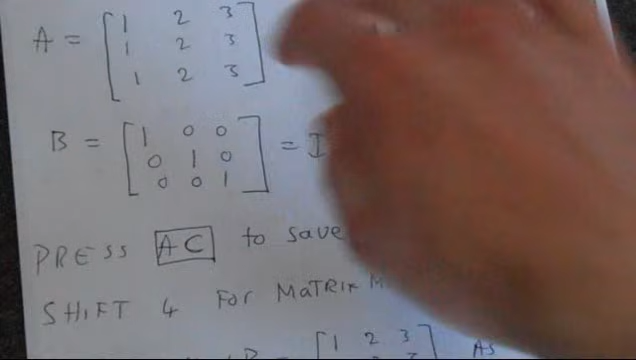 A = [ 1 2 3
1 2 3
1 2 3 ]
B = [ 1 0 0
0 1 0
0 0 1 ] = I
PRESS AC to save
SHIFT 4 FOR MATRIX
[ 1 2 3 ] AS